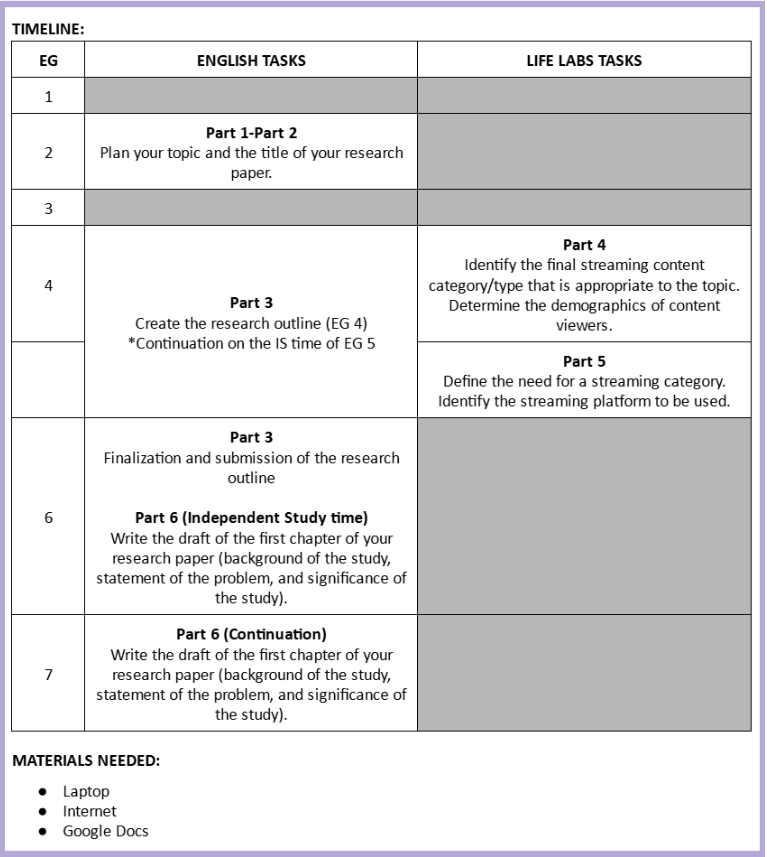 TIMELINE:
EG
ENGLISH TASKS
LIFE LABS TASKS
1
2
Part 1-Part 2
Plan your topic and the title of your research
paper.
3
4
Part 3
Create the research outline (EG 4)
*Continuation on the IS time of EG 5
Part 4
Identify the final streaming content
category/type that is appropriate to the topic.
Determine the demographics of content
viewers.
Part 5
Define the need for a streaming category.
Identify the streaming platform to be used.
6
Part 3
Finalization and submission of the research
outline
Part 6 (Independent Study time)
Write the draft of the first chapter of your
research paper (background of the study,
statement of the problem, and significance of
the study).
7
Part 6 (Continuation)
Write the draft of the first chapter of your
research paper (background of the study,
statement of the problem, and significance of
the study).
MATERIALS NEEDED:
● Laptop
● Internet
● Google Docs